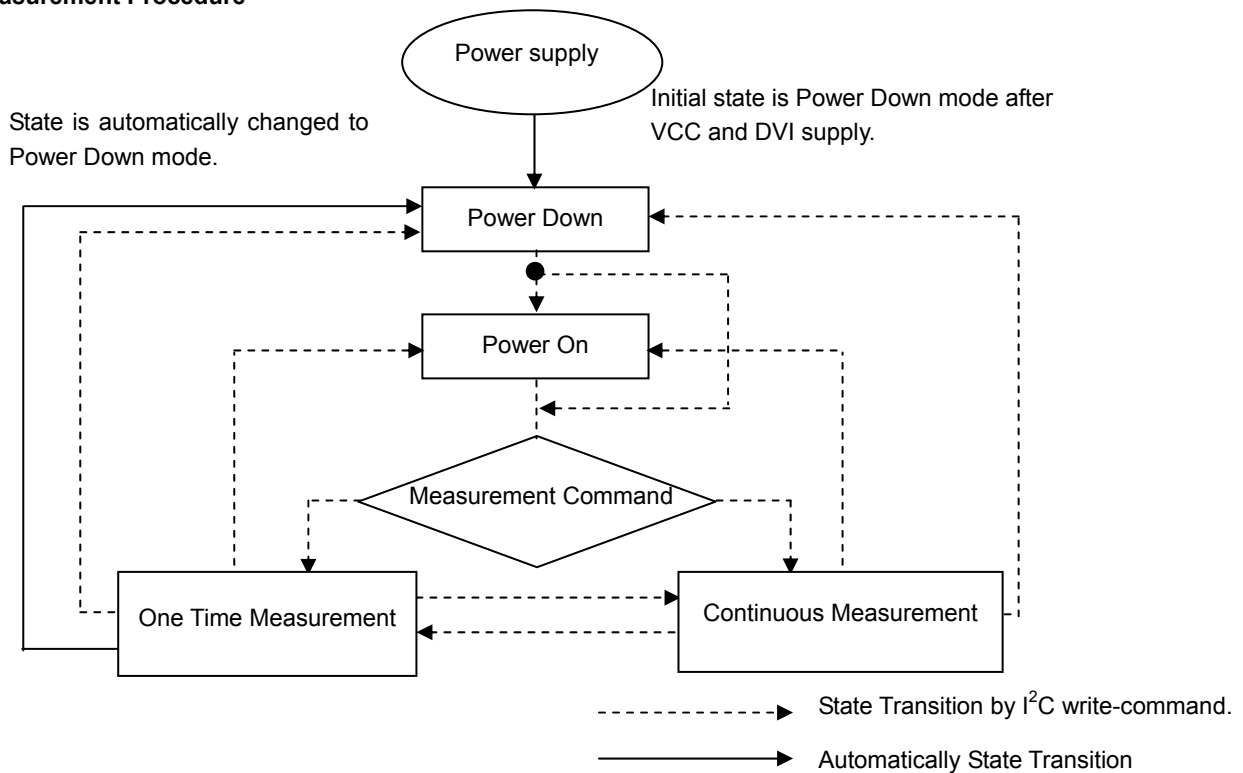 Power supply
Initial state is Power Down mode after
VCC and DVI supply.
State is automatically changed to
Power Down mode.
Power Down
Power On
Measurement Command
One Time Measurement
Continuous Measurement
State Transition by I²C write-command.
Automatically State Transition